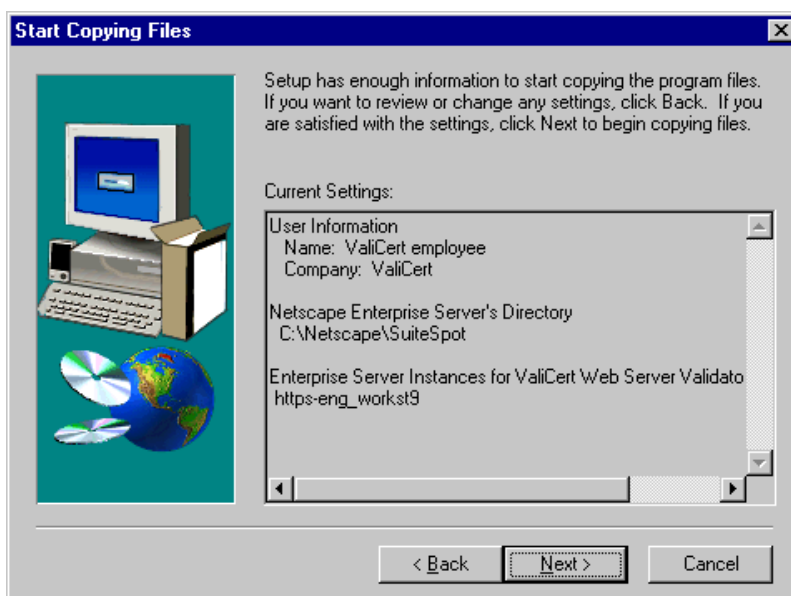 Start Copying Files
Setup has enough information to start copying the program files.
If you want to review or change any settings, click Back. If you
are satisfied with the settings, click Next to begin copying files.
Current Settings:
User Information
Name: ValiCert employee
Company: ValiCert
Netscape Enterprise Server's Directory
C:\Netscape\SuiteSpot
Enterprise Server Instances for ValiCert Web Server Validato
https-eng_workst9
< Back
Next >
Cancel